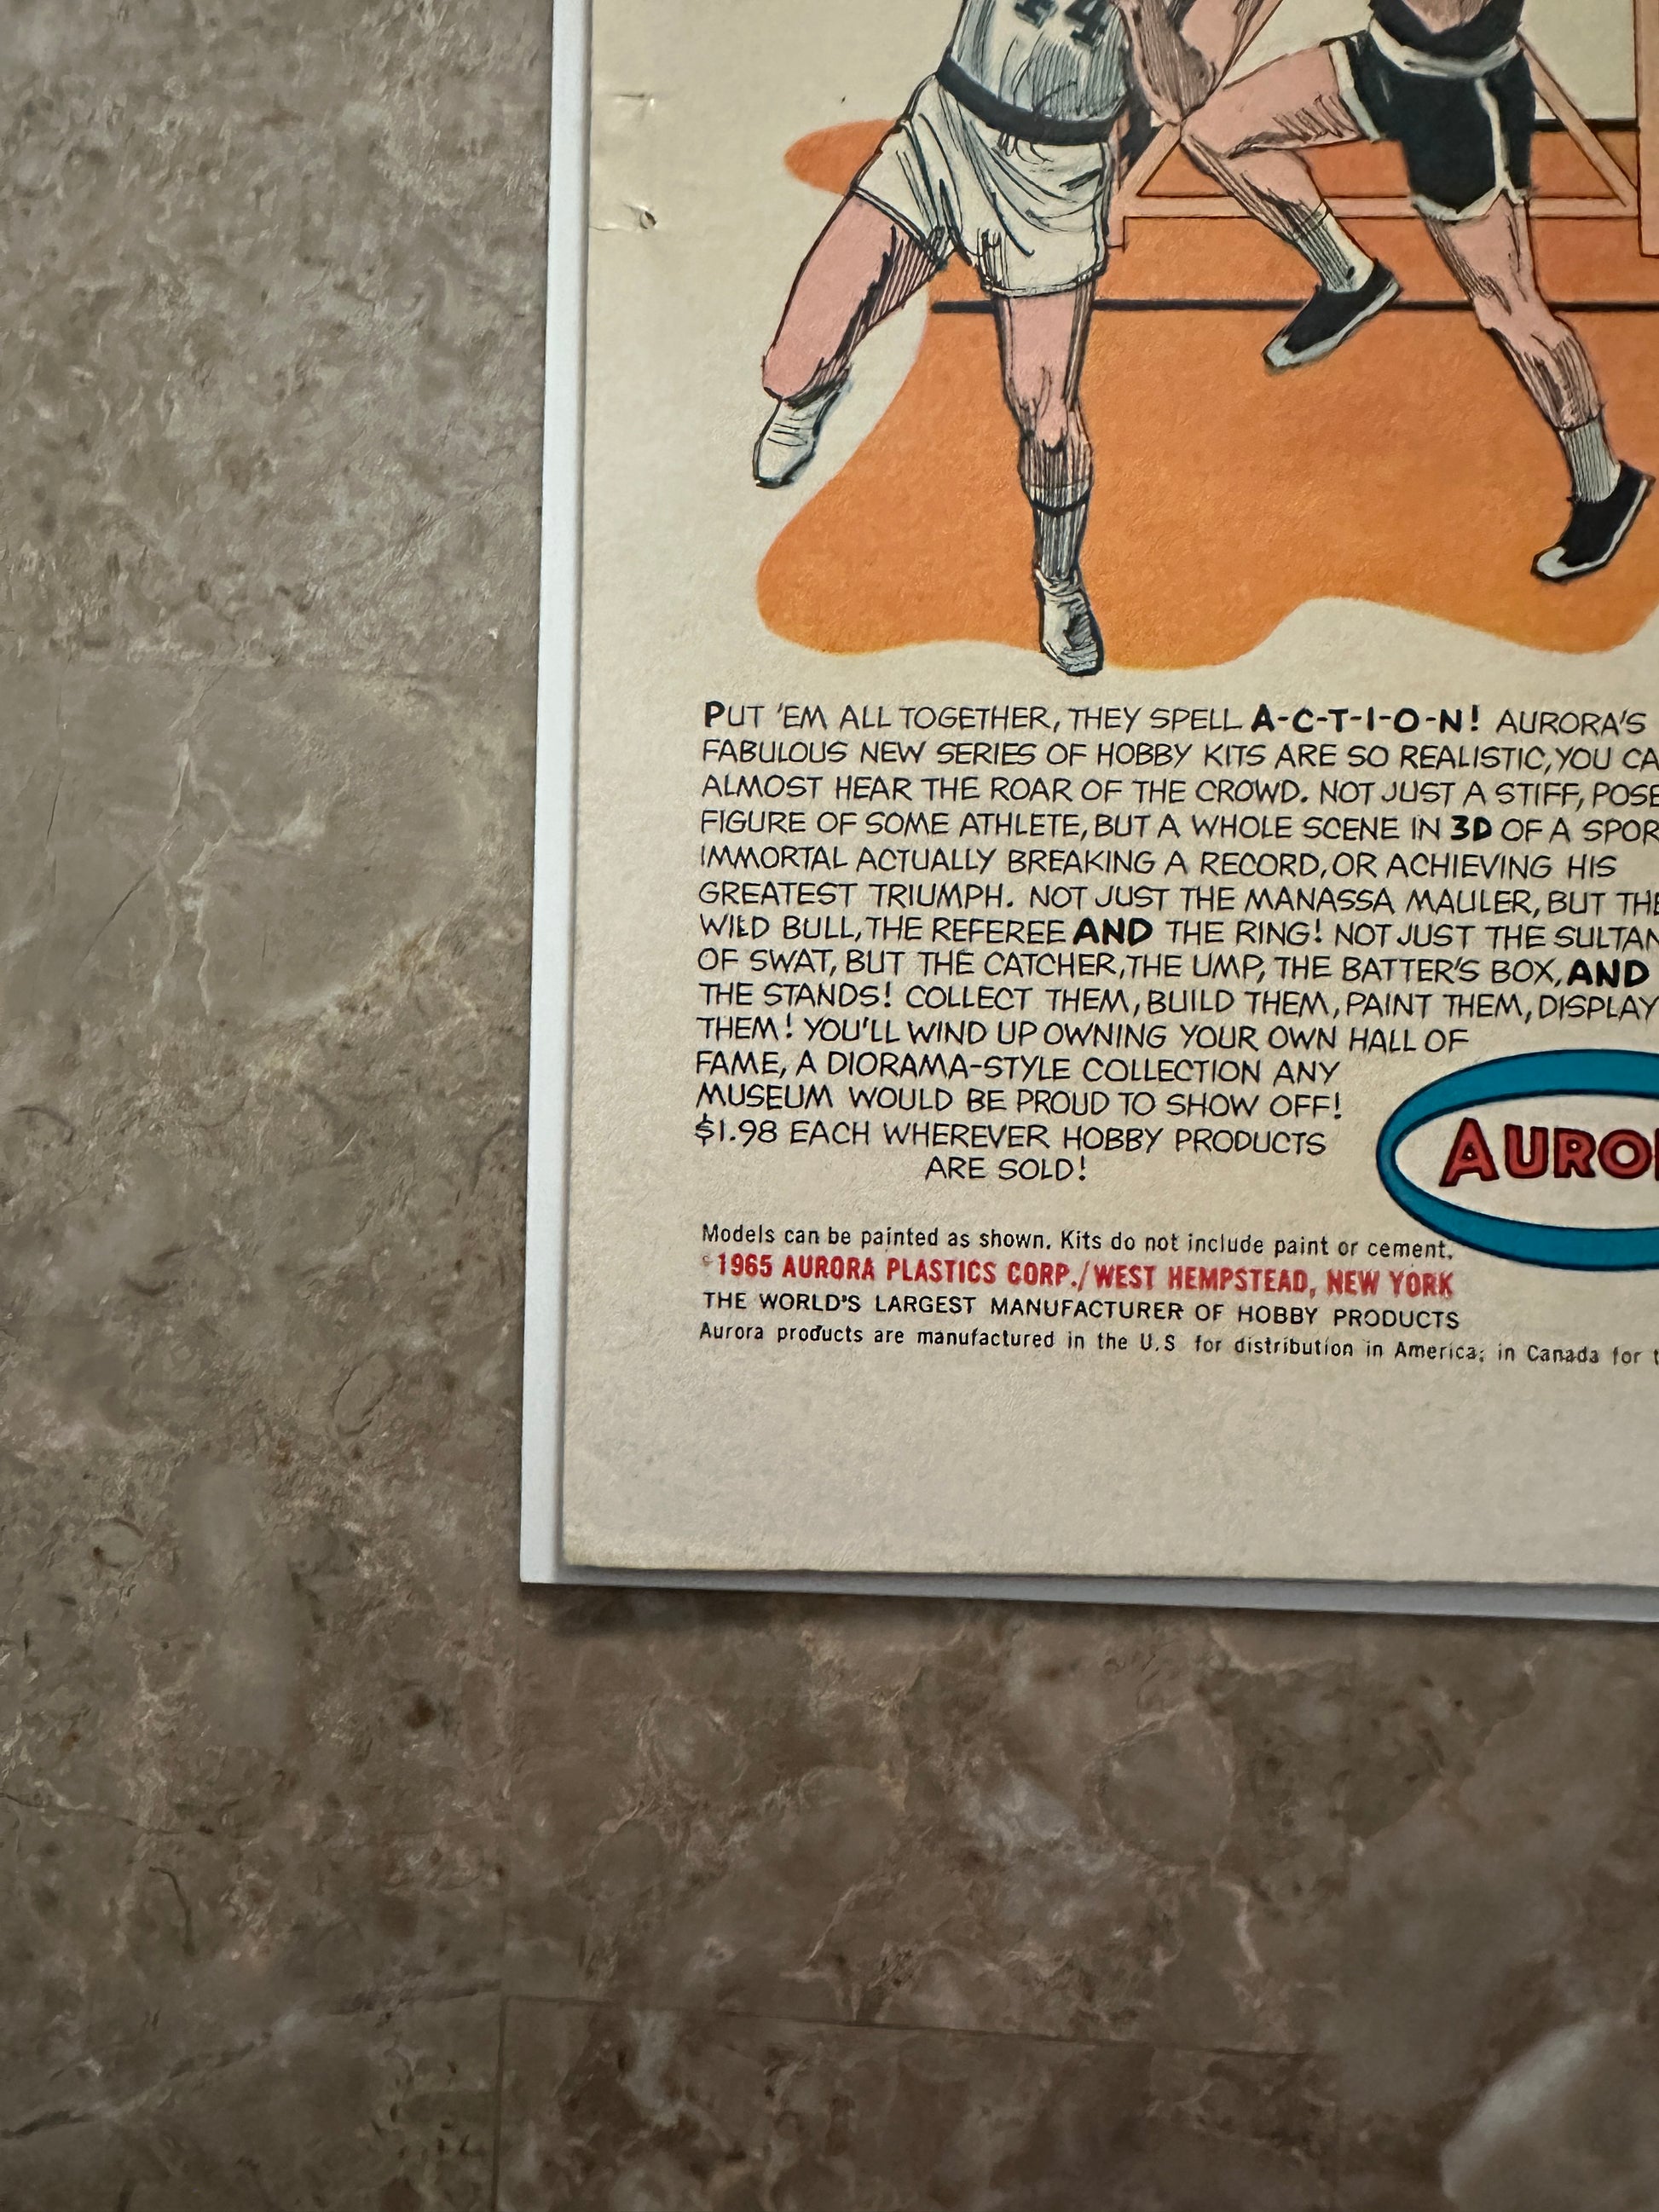 44
PUT 'EM ALL TOGETHER, THEY SPELL A-C-T-I-O-N! AURORA'S
FABULOUS NEW SERIES OF HOBBY KITS ARE SO REALISTIC, YOU CA
ALMOST HEAR THE ROAR OF THE CROWD. NOT JUST A STIFF, POSE
FIGURE OF SOME ATHLETE, BUT A WHOLE SCENE IN 3D OF A SPOR
IMMORTAL ACTUALLY BREAKING A RECORD, OR ACHIEVING HIS
GREATEST TRIUMPH. NOT JUST THE MANASSA MAULER, BUT THE
WILD BULL, THE REFEREE AND THE RING! NOT JUST THE SULTAN
OF SWAT, BUT THE CATCHER, THE UMP, THE BATTER'S BOX, AND
THE STANDS! COLLECT THEM, BUILD THEM, PAINT THEM, DISPLAY
THEM! YOU'LL WIND UP OWNING YOUR OWN HALL OF
FAME, A DIORAMA-STYLE COLLECTION ANY
MUSEUM WOULD BE PROUD TO SHOW OFF!
$1.98 EACH WHEREVER HOBBY PRODUCTS
ARE SOLD!
AURO
Models can be painted as shown. Kits do not include paint or cement.
©1965 AURORA PLASTICS CORP./WEST HEMPSTEAD, NEW YORK
THE WORLD'S LARGEST MANUFACTURER OF HOBBY PRODUCTS
Aurora products are manufactured in the U.S for distribution in America; in Canada for t